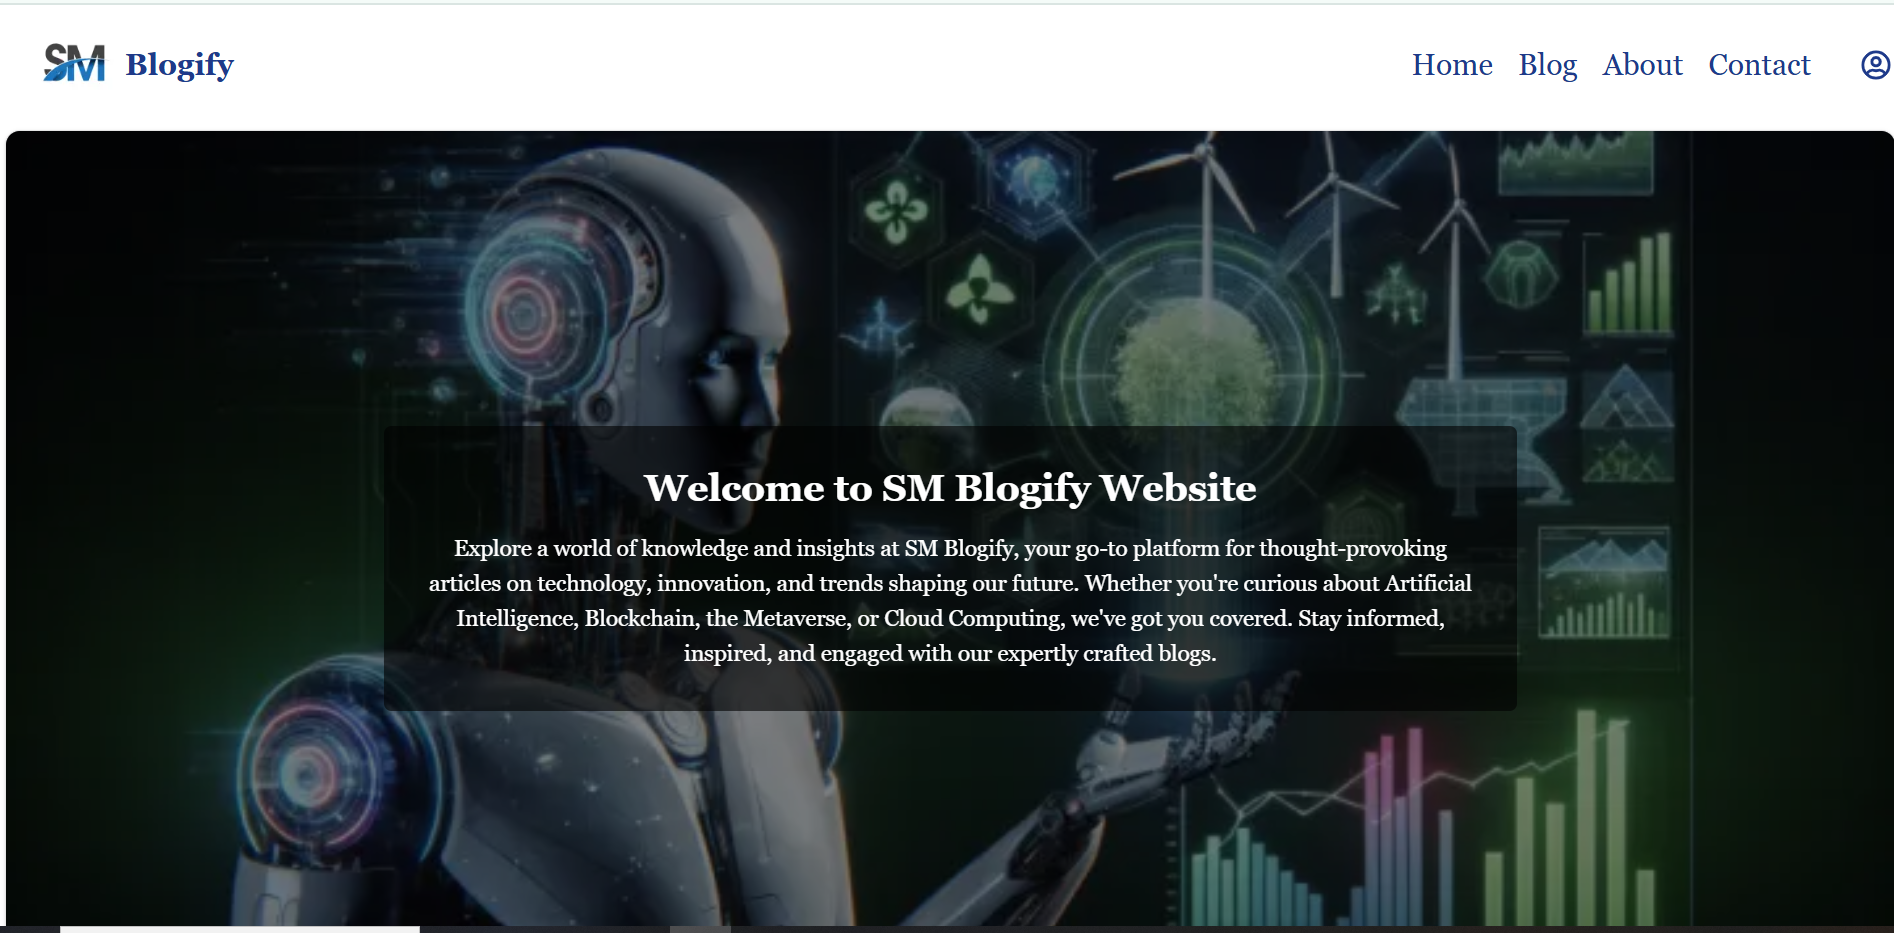 SM Blogify
Home Blog About Contact
Welcome to SM Blogify Website
Explore a world of knowledge and insights at SM Blogify, your go-to platform for thought-provoking
articles on technology, innovation, and trends shaping our future. Whether you're curious about Artificial
Intelligence, Blockchain, the Metaverse, or Cloud Computing, we've got you covered. Stay informed,
inspired, and engaged with our expertly crafted blogs.